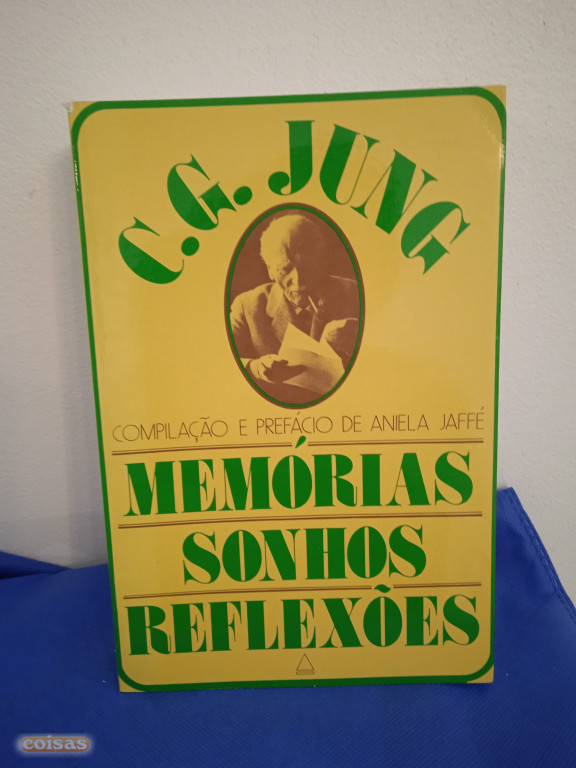 C.G. JUNG
COMPILAÇÃO E PREFÁCIO DE ANIELA JAFFÉ
MEMÓRIAS
SONHOS
REFLEXÕES
coisas